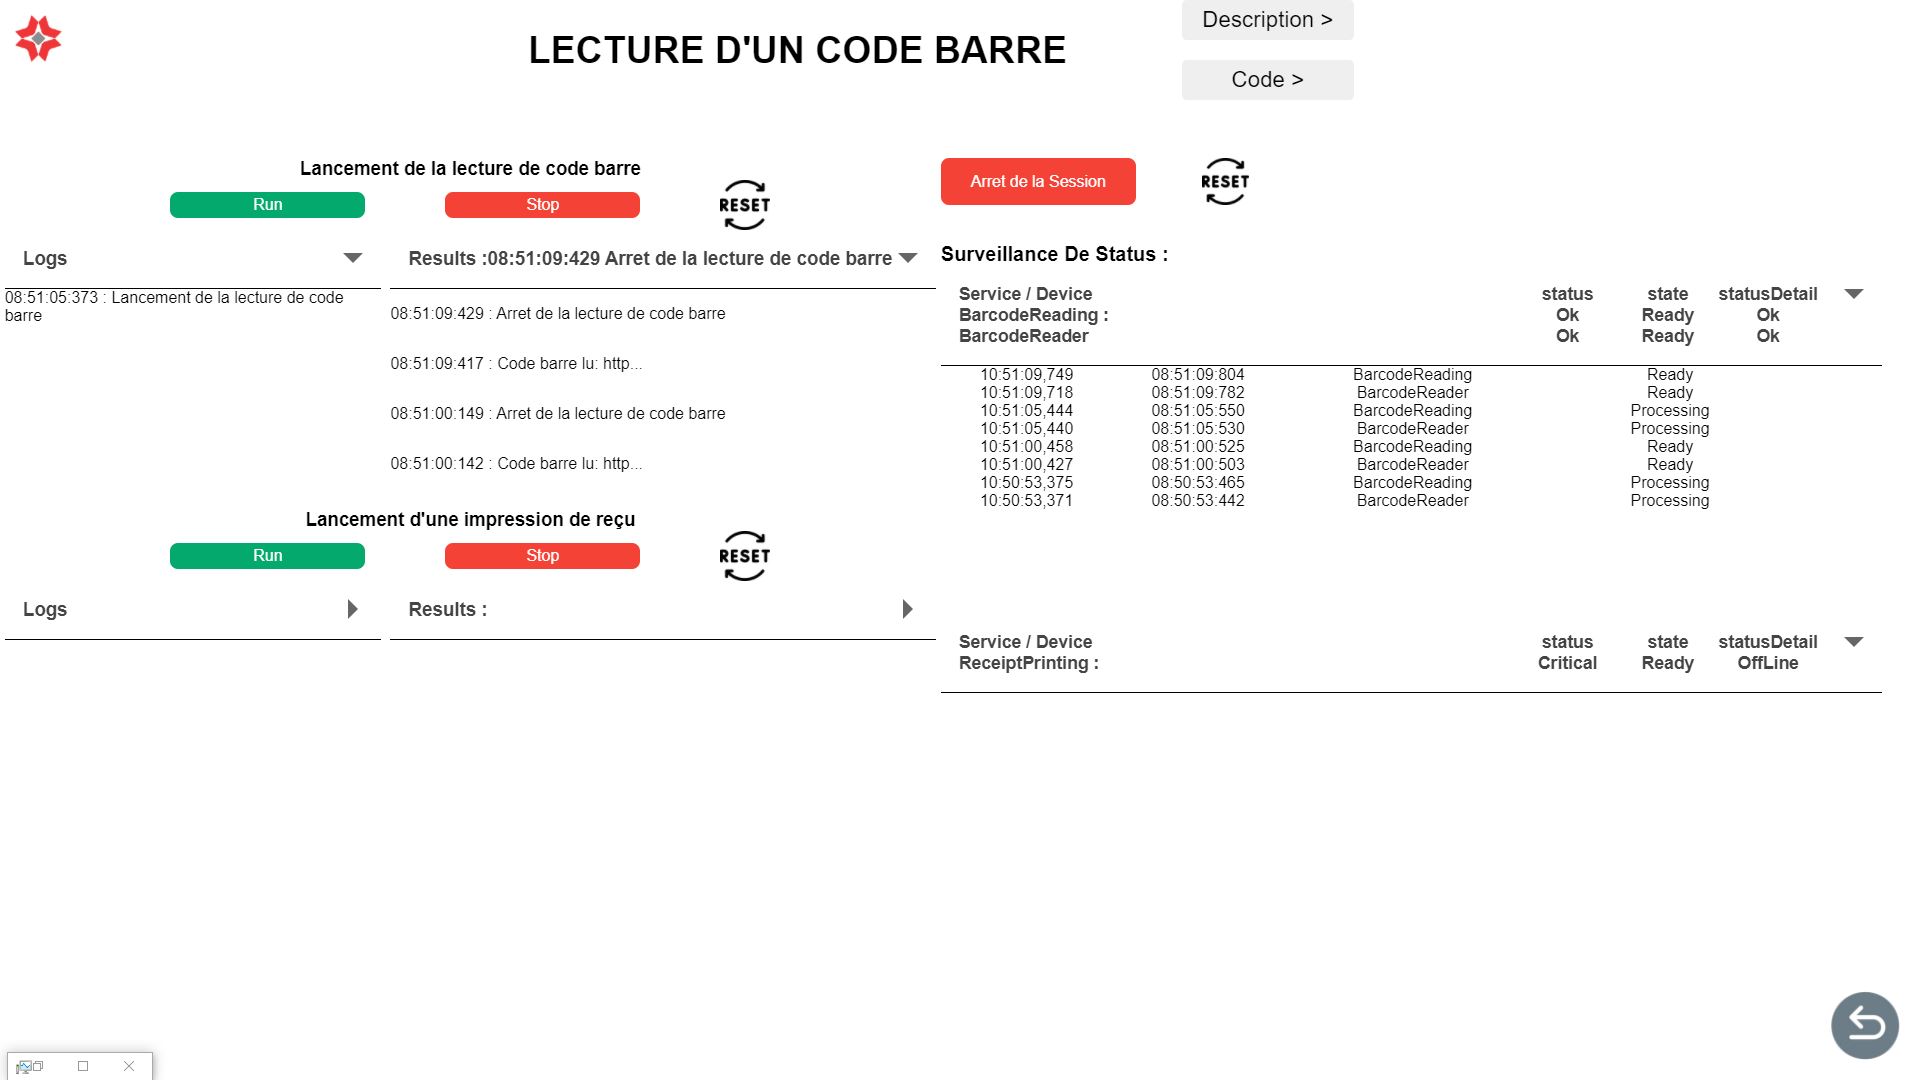 LECTURE D'UN CODE BARRE
Description >
Code >
Lancement de la lecture de code barre
Run
Stop
RESET
Logs
Results :08:51:09:429 Arret de la lecture de code barre
08:51:05:373 : Lancement de la lecture de code
barre
08:51:09:429 : Arret de la lecture de code barre
08:51:09:417 : Code barre lu: http...
08:51:00:149 : Arret de la lecture de code barre
08:51:00:142 : Code barre lu: http...
Lancement d'une impression de reçu
Run
Stop
RESET
Logs
Results :
Arret de la Session
RESET
Surveillance De Status :
Service / Device status state statusDetail
BarcodeReading : Ok Ready Ok
BarcodeReader Ok Ready Ok
10:51:09,749 08:51:09:804 BarcodeReading Ready
10:51:09,718 08:51:09:782 BarcodeReader Ready
10:51:05,444 08:51:05:550 BarcodeReading Processing
10:51:05,440 08:51:05:530 BarcodeReader Processing
10:51:00,458 08:51:00:525 BarcodeReading Ready
10:51:00,427 08:51:00:503 BarcodeReader Ready
10:50:53,375 08:50:53:465 BarcodeReading Processing
10:50:53,371 08:50:53:442 BarcodeReader Processing
Service / Device status state statusDetail
ReceiptPrinting : Critical Ready OffLine